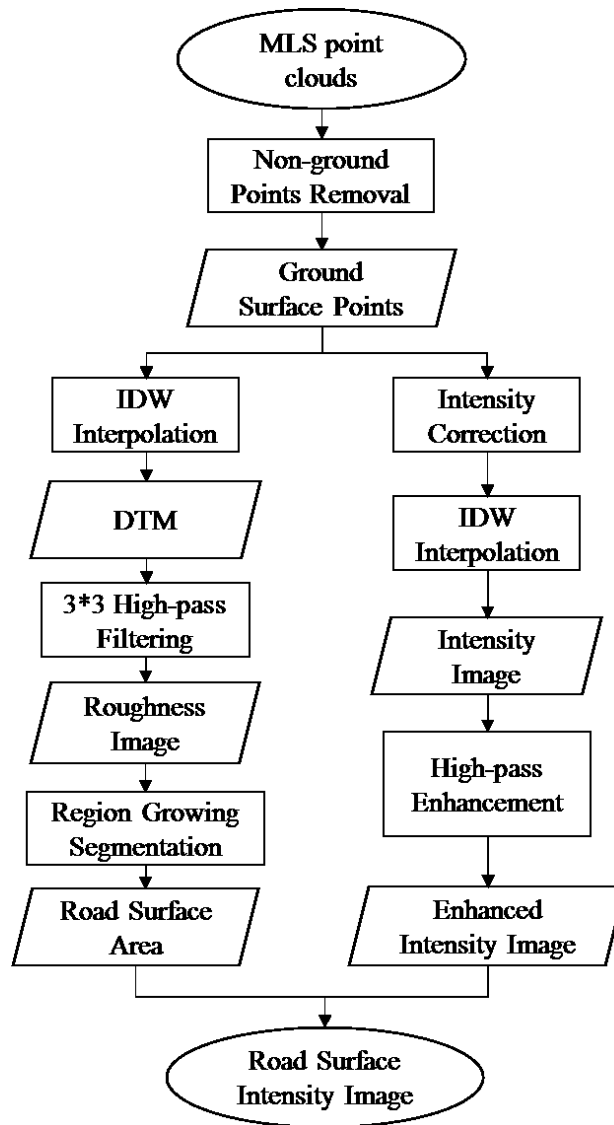 MLS point
clouds
Non-ground
Points Removal
Ground
Surface Points
IDW
Interpolation
DTM
3*3 High-pass
Filtering
Roughness
Image
Region Growing
Segmentation
Road Surface
Area
Intensity
Correction
IDW
Interpolation
Intensity
Image
High-pass
Enhancement
Enhanced
Intensity Image
Road Surface
Intensity Image